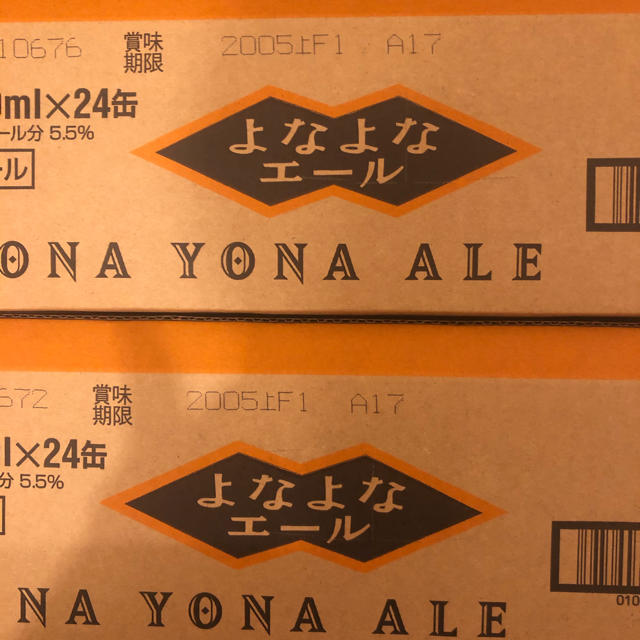 10676 賞味期限 2005上F1 A17
0ml×24缶
ール分 5.5%
ール
よなよな
エール
ONA YONA ALE
672 賞味期限 2005上F1 A17
l×24缶
分 5.5%
よなよな
エール
NA YONA ALE
010